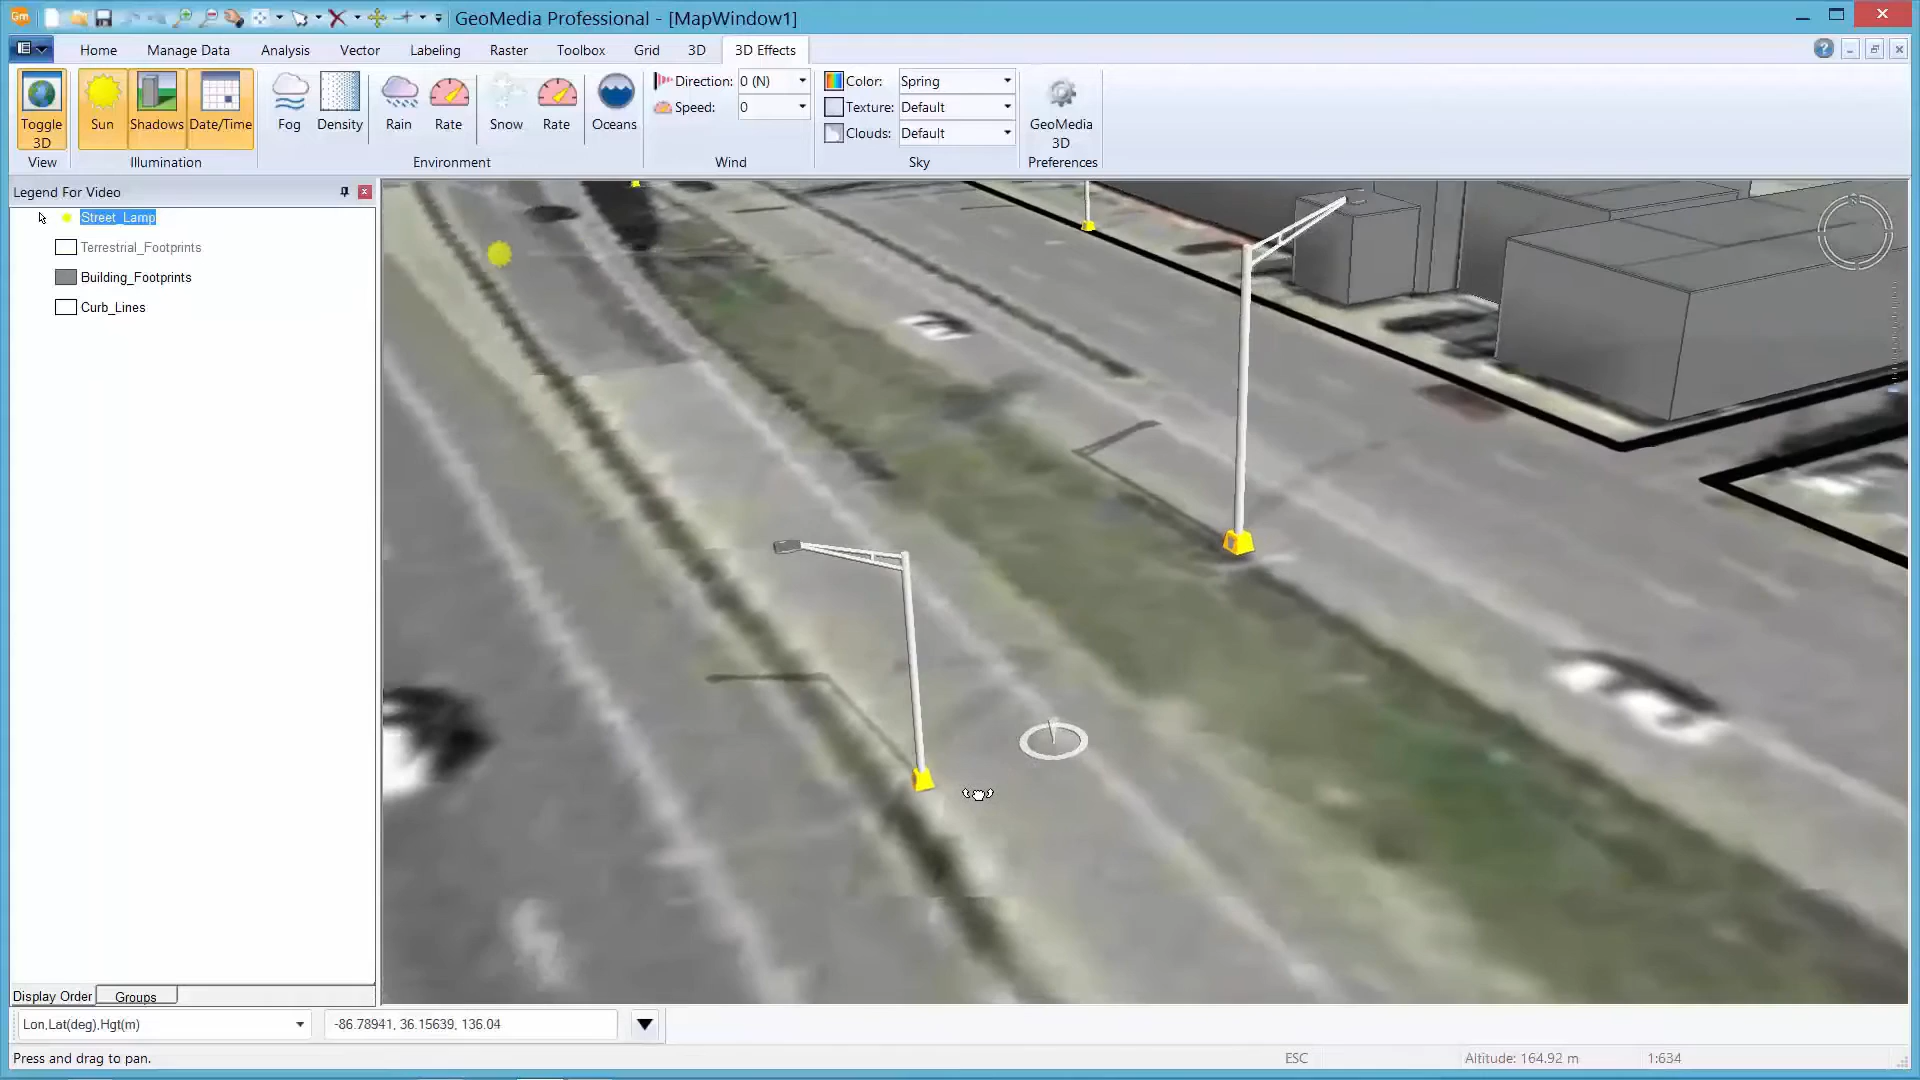 Gm
GeoMedia Professional - [MapWindow1]
Home Manage Data Analysis Vector Labeling Raster Toolbox Grid 3D 3D Effects
Toggle 3D
View
Sun Shadows Date/Time
Illumination
Fog Density Rain Rate Snow Rate Oceans
Environment
Direction: 0 (N)
Speed: 0
Wind
Color: Spring
Texture: Default
Clouds: Default
Sky
GeoMedia 3D
Preferences
Legend For Video
Street_Lamp
Terrestrial_Footprints
Building_Footprints
Curb_Lines
Display Order Groups
Lon,Lat(deg),Hgt(m) -86.78941, 36.15639, 136.04
Press and drag to pan. ESC Altitude: 164.92 m 1:634